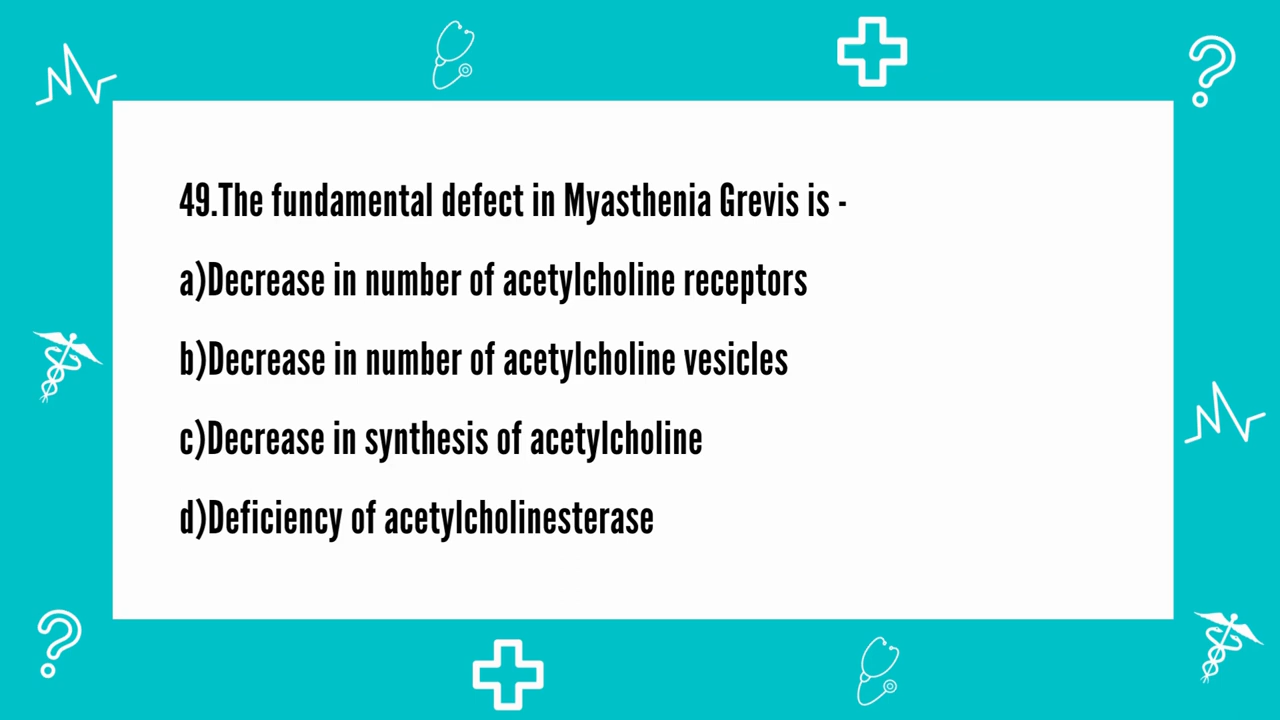 49.The fundamental defect in Myasthenia Grevis is -
a)Decrease in number of acetylcholine receptors
b)Decrease in number of acetylcholine vesicles
c)Decrease in synthesis of acetylcholine
d)Deficiency of acetylcholinesterase